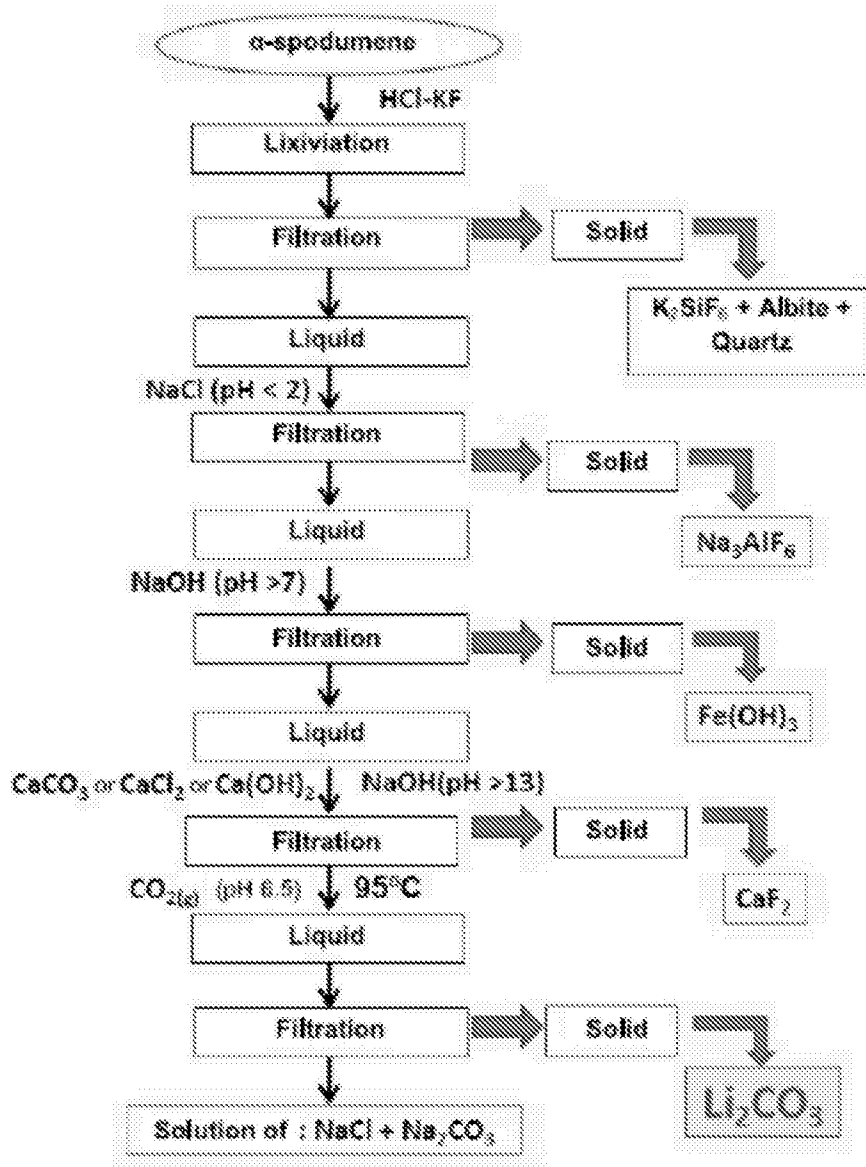 α-spodumene
HCl-KF
Lixiviation
Filtration
Solid
K₂SiF₆ + Albite +
Quartz
Liquid
NaCl (pH < 2)
Filtration
Solid
Na₃AlF₆
Liquid
NaOH (pH >7)
Filtration
Solid
Fe(OH)₃
Liquid
CaCO₃ or CaCl₂ or Ca(OH)₂
NaOH(pH >13)
Filtration
Solid
CaF₂
CO₂₍g₎ (pH 8.5) 95°C
Liquid
Filtration
Solid
Li₂CO₃
Solution of : NaCl + Na₂CO₃